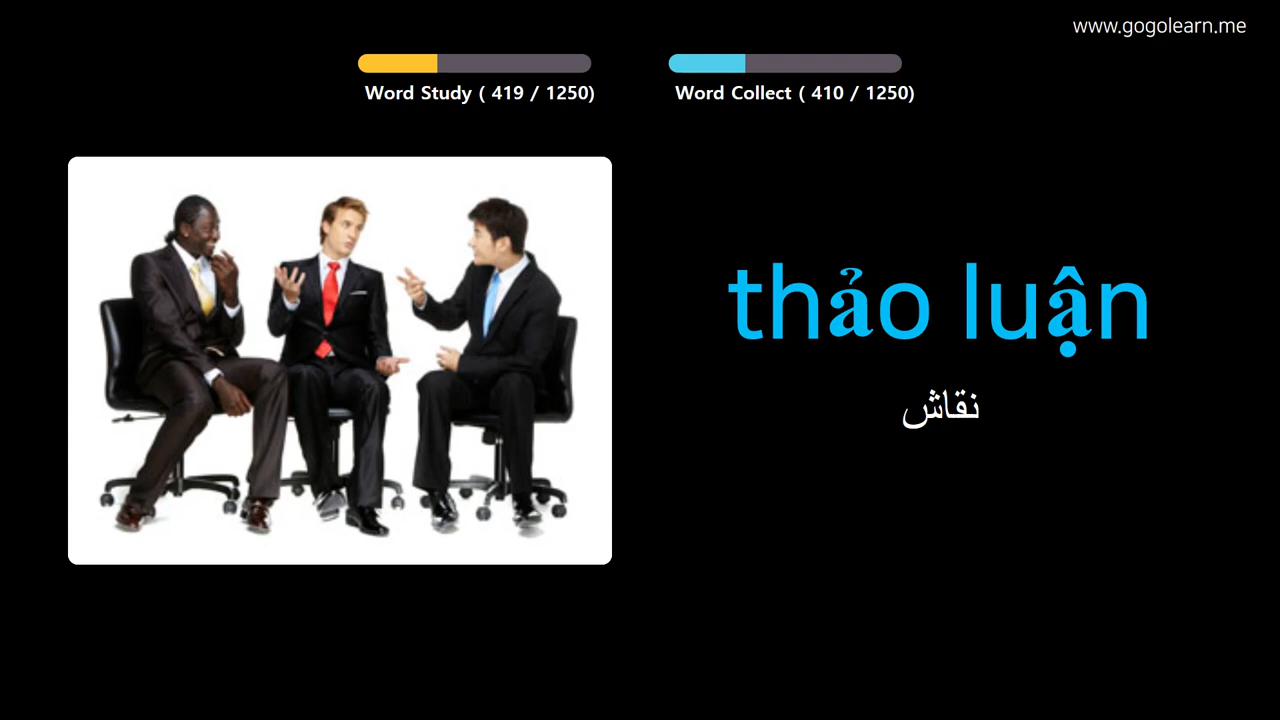 www.gogolearn.me
Word Study ( 419 / 1250)
Word Collect ( 410 / 1250)
thảo luận
نقاش